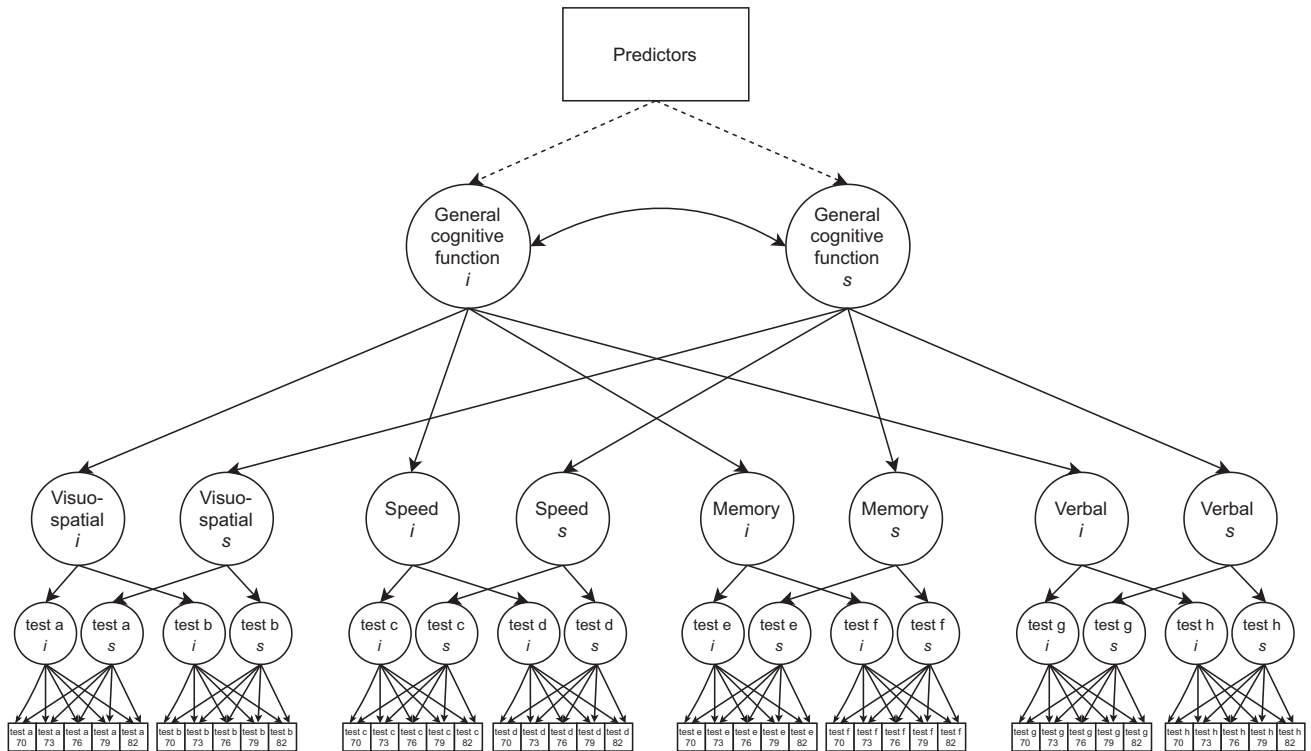 Predictors
General
cognitive
function
i
General
cognitive
function
s
Visuo-
spatial
i
Visuo-
spatial
s
Speed
i
Speed
s
Memory
i
Memory
s
Verbal
i
Verbal
s
test a
i
test a
s
test b
i
test b
s
test c
i
test c
s
test d
i
test d
s
test e
i
test e
s
test f
i
test f
s
test g
i
test g
s
test h
i
test h
s
test a
70
test a
73
test a
76
test a
79
test a
82
test b
70
test b
73
test b
76
test b
79
test b
82
test c
70
test c
73
test c
76
test c
79
test c
82
test d
70
test d
73
test d
76
test d
79
test d
82
test e
70
test e
73
test e
76
test e
79
test e
82
test f
70
test f
73
test f
76
test f
79
test f
82
test g
70
test g
73
test g
76
test g
79
test g
82
test h
70
test h
73
test h
76
test h
79
test h
82